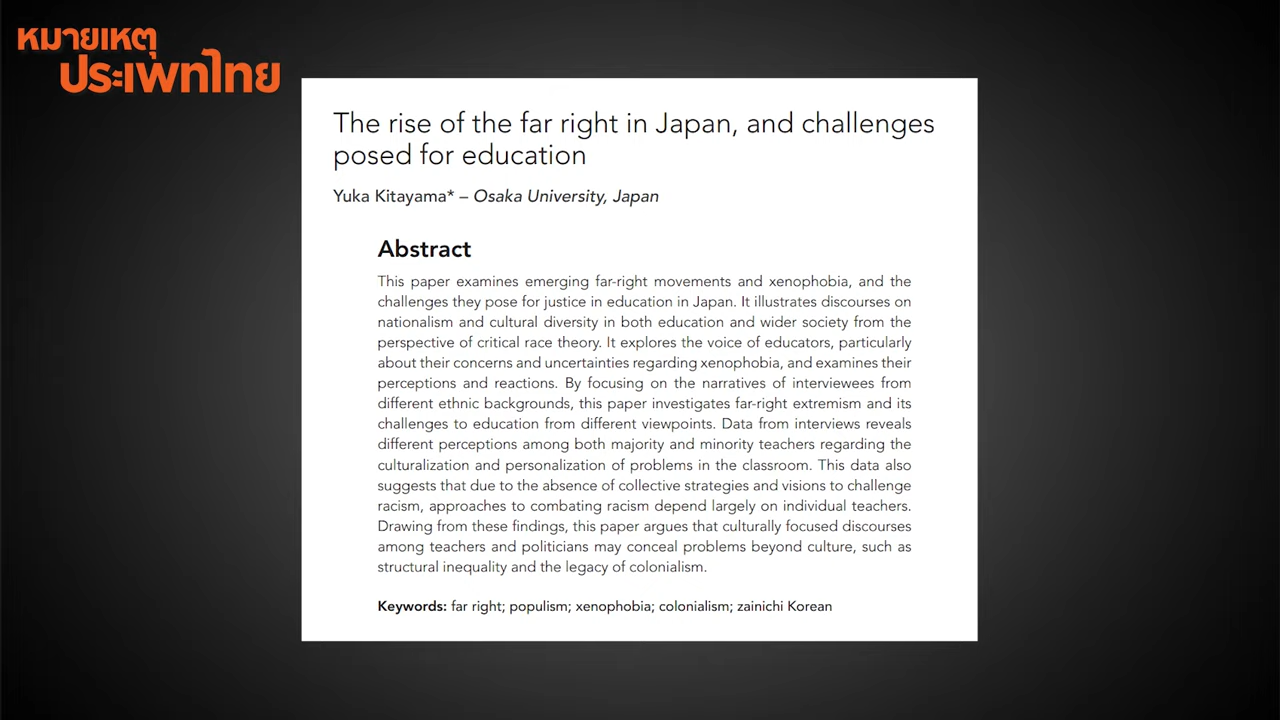 หมายเหตุ
ประเพทไทย
The rise of the far right in Japan, and challenges
posed for education
Yuka Kitayama* – Osaka University, Japan
Abstract
This paper examines emerging far-right movements and xenophobia, and the
challenges they pose for justice in education in Japan. It illustrates discourses on
nationalism and cultural diversity in both education and wider society from the
perspective of critical race theory. It explores the voice of educators, particularly
about their concerns and uncertainties regarding xenophobia, and examines their
perceptions and reactions. By focusing on the narratives of interviewees from
different ethnic backgrounds, this paper investigates far-right extremism and its
challenges to education from different viewpoints. Data from interviews reveals
different perceptions among both majority and minority teachers regarding the
culturalization and personalization of problems in the classroom. This data also
suggests that due to the absence of collective strategies and visions to challenge
racism, approaches to combating racism depend largely on individual teachers.
Drawing from these findings, this paper argues that culturally focused discourses
among teachers and politicians may conceal problems beyond culture, such as
structural inequality and the legacy of colonialism.
Keywords: far right; populism; xenophobia; colonialism; zainichi Korean